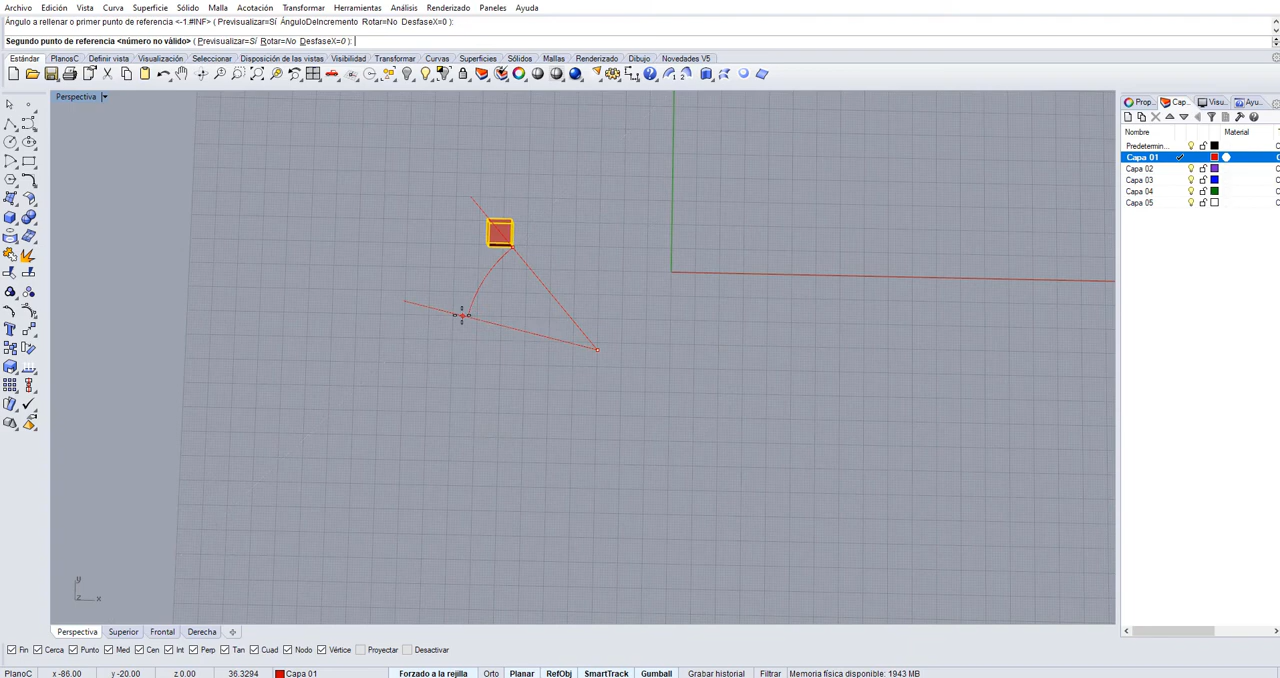 Archivo Edición Vista Curva Superficie Sólido Malla Acotación Transformar Herramientas Análisis Renderizado Paneles Ayuda
Ángulo a rellenar o primer punto de referencia <-1.#INF> ( Previsualizar=Sí ÁnguloDeIncremento Rotar=No DesfaseX=0 ):
Segundo punto de referencia <número no válido> ( Previsualizar=Sí Rotar=No DesfaseX=0 ):
Estándar PlanosC Definir vista Visualización Seleccionar Disposición de las vistas Visibilidad Transformar Curvas Superficies Sólidos Mallas Renderizado Dibujo Novedades V5
Perspectiva
Prop... Cap... Visu... Ayu...
Nombre Material
Predetermin... C
Capa 01 C
Capa 02 C
Capa 03 C
Capa 04 C
Capa 05 C
y
z x
Perspectiva Superior Frontal Derecha
Fin Cerca Punto Med Cen Int Perp Tan Cuad Nodo Vértice Proyectar Desactivar
PlanoC x -86.00 y -20.00 z 0.00 36.3294 Capa 01 Forzado a la rejilla Orto Planar RefObj SmartTrack Gumball Grabar historial Filtrar Memoria física disponible: 1943 MB